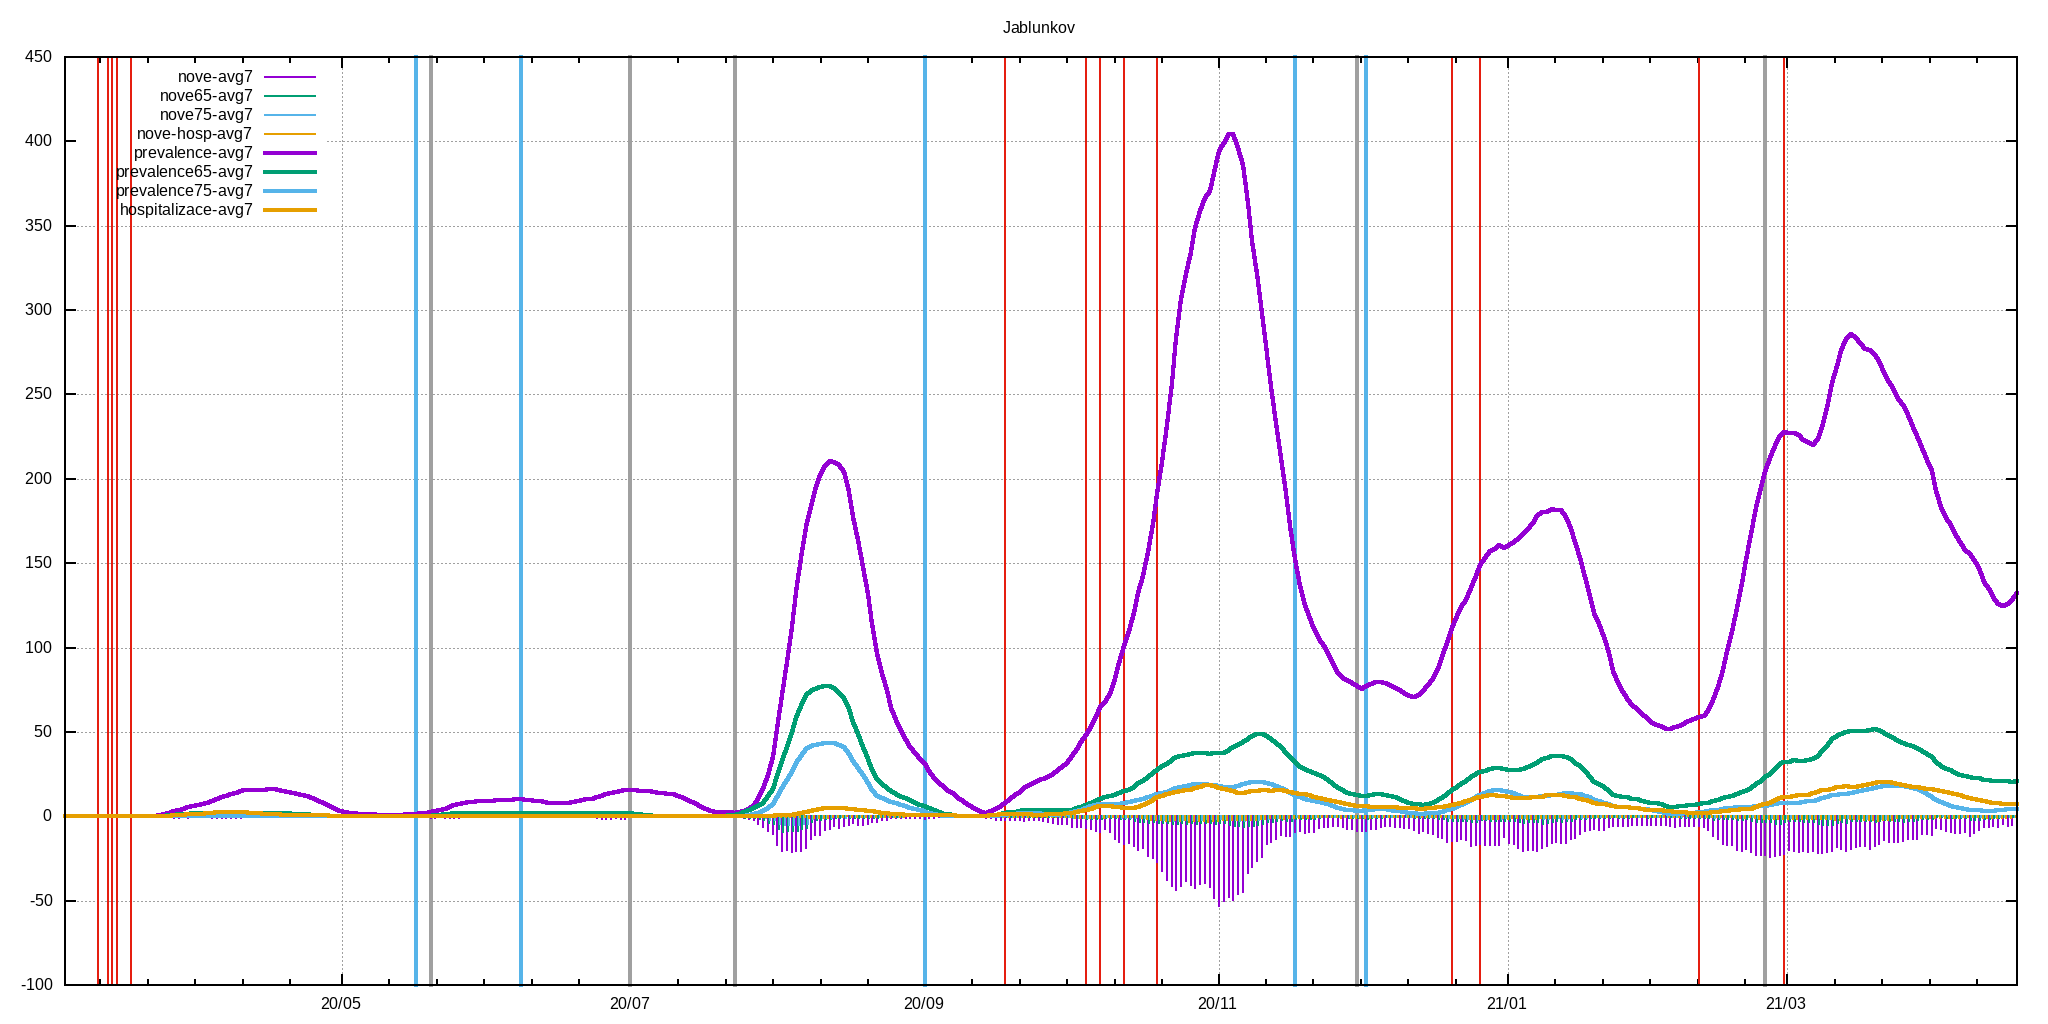 Jablunkov
450
400
350
300
250
200
150
100
50
0
-50
-100
nove-avg7
nove65-avg7
nove75-avg7
nove-hosp-avg7
prevalence-avg7
prevalence65-avg7
prevalence75-avg7
hospitalizace-avg7
20/05 20/07 20/09 20/11 21/01 21/03